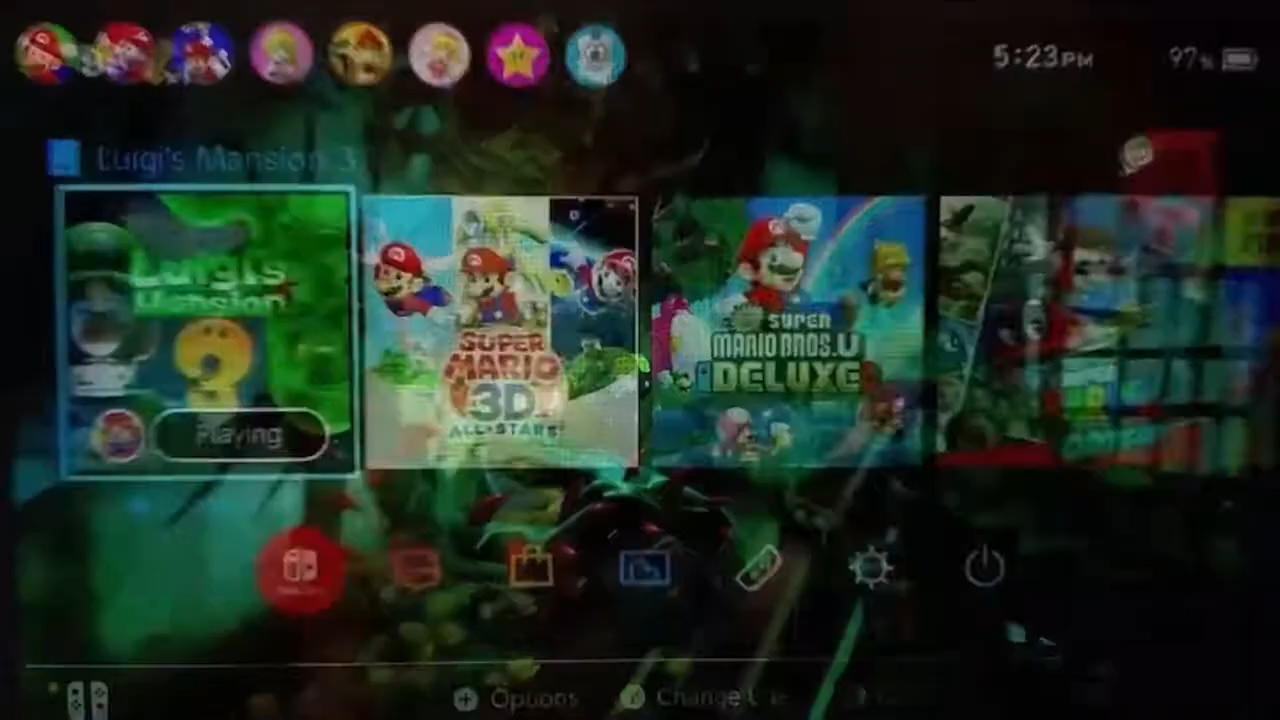 5:23PM
97%
Luigi's Mansion 3
Luigi's
Mansion
Playing
SUPER
MARIO
3D
ALL-STARS
SUPER
MARIO BROS. U
DELUXE
Options
Change